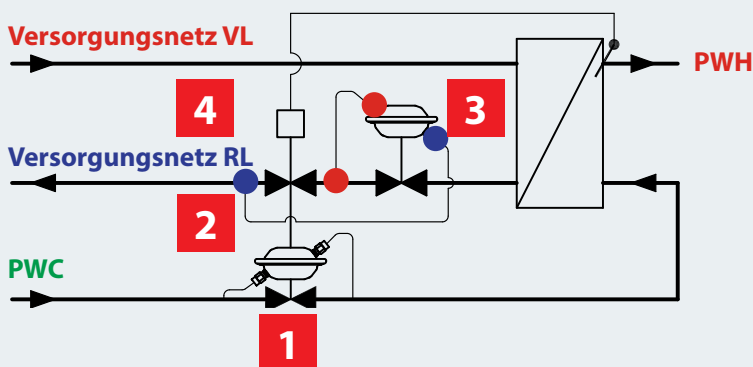 Versorgungsnetz VL
PWH
4
3
Versorgungsnetz RL
2
PWC
1